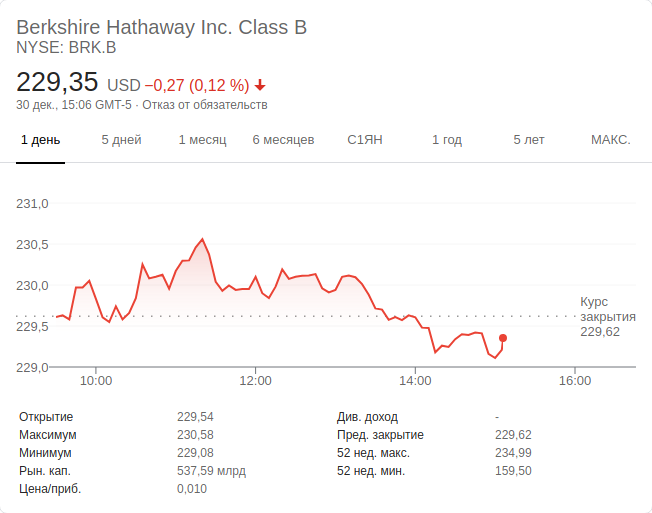 Berkshire Hathaway Inc. Class B
NYSE: BRK.B
229,35 USD −0,27 (0,12 %)
30 дек., 15:06 GMT-5 · Отказ от обязательств
1 день 5 дней 1 месяц 6 месяцев С1ЯН 1 год 5 лет МАКС.
231,0
230,5
230,0
229,5
229,0
Курс
закрытия
229,62
10:00 12:00 14:00 16:00
Открытие 229,54 Див. доход -
Максимум 230,58 Пред. закрытие 229,62
Минимум 229,08 52 нед. макс. 234,99
Рын. кап. 537,59 млрд 52 нед. мин. 159,50
Цена/приб. 0,010